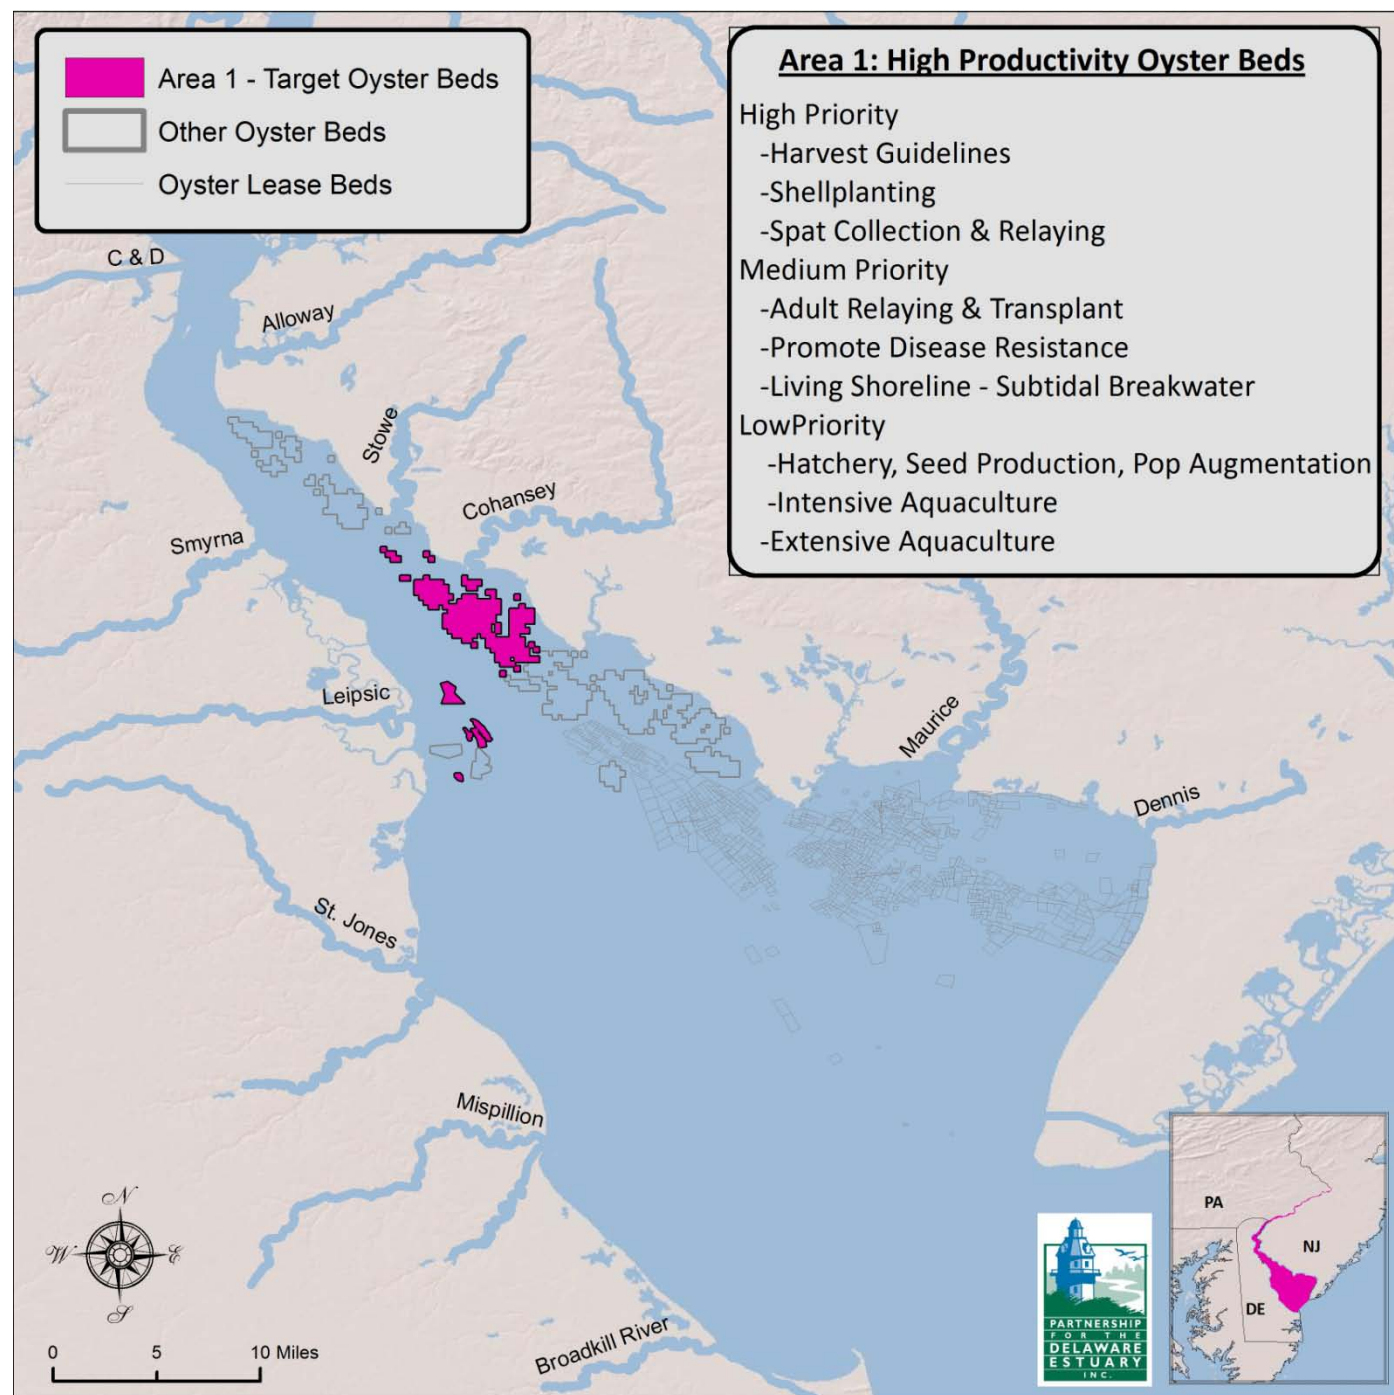 Area 1 - Target Oyster Beds
Other Oyster Beds
Oyster Lease Beds
Area 1: High Productivity Oyster Beds
High Priority
-Harvest Guidelines
-Shellplanting
-Spat Collection & Relaying
Medium Priority
-Adult Relaying & Transplant
-Promote Disease Resistance
-Living Shoreline - Subtidal Breakwater
LowPriority
-Hatchery, Seed Production, Pop Augmentation
-Intensive Aquaculture
-Extensive Aquaculture
C & D
Alloway
Stowe
Cohansey
Smyrna
Leipsic
Maurice
Dennis
St. Jones
Mispillion
Broadkill River
N
W E
S
0 5 10 Miles
PARTNERSHIP
FOR THE
DELAWARE
ESTUARY
INC.
PA
NJ
DE